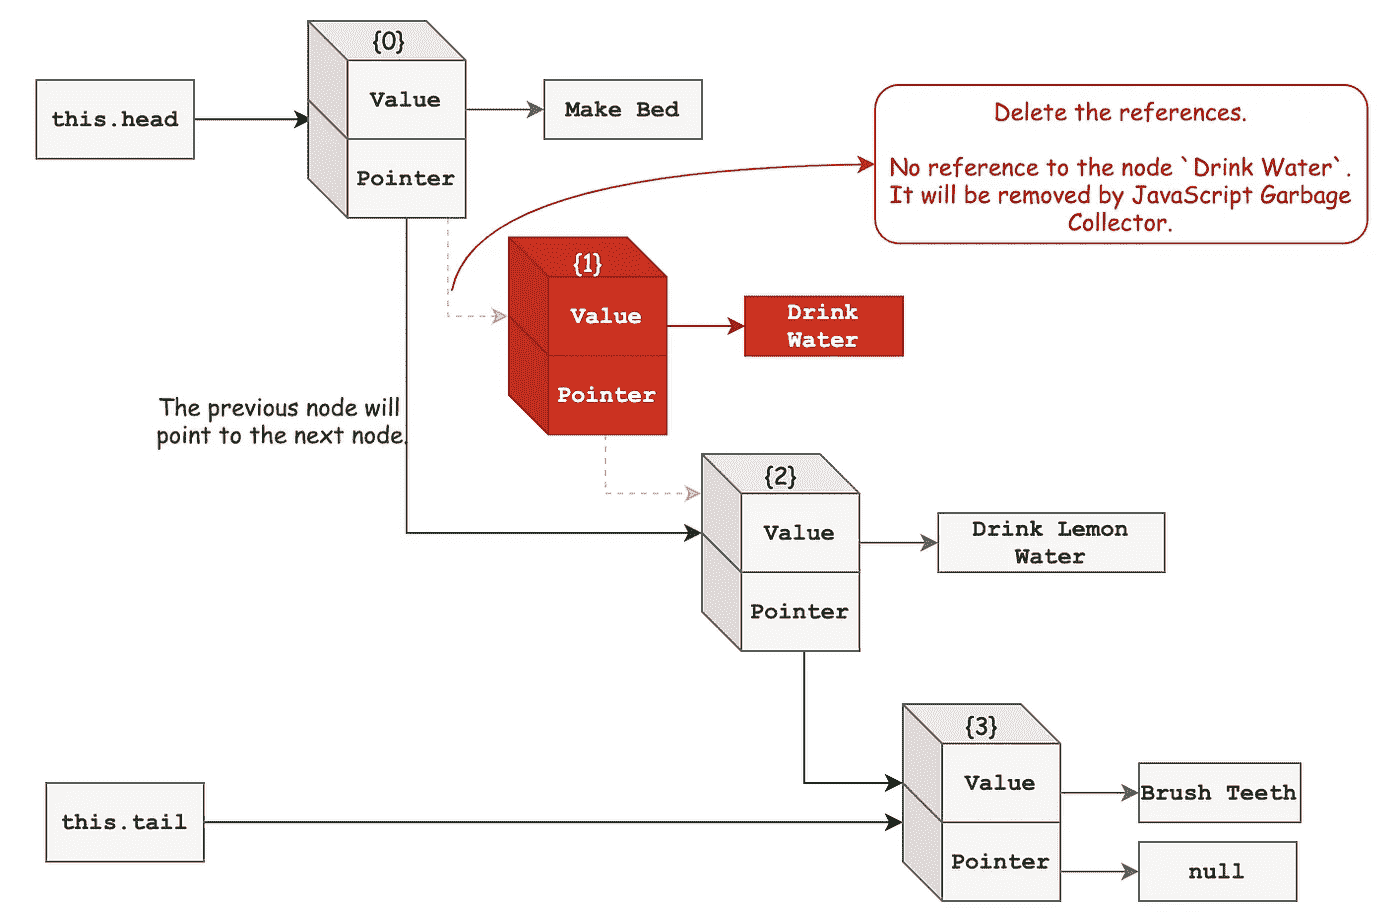 {0}
this.head
Value
Make Bed
Pointer
Delete the references.
No reference to the node `Drink Water`.
It will be removed by JavaScript Garbage
Collector.
{1}
Value
Drink
Water
Pointer
The previous node will
point to the next node.
{2}
Value
Drink Lemon
Water
Pointer
{3}
Value
Brush Teeth
this.tail
Pointer
null